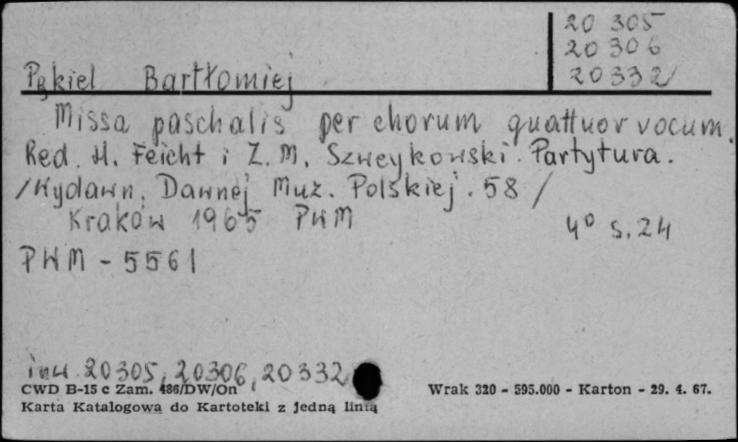 20 305
20 306
20332/
Pękiel Bartłomiej
Missa paschalis per chorum quattuor vocum.
Red. H. Feicht i Z. M. Szweykowski. Partytura.
/Wydawn. Dawnej Muz. Polskiej. 58/
Kraków 1965 PWM
4° s. 24
PWM - 5561
inw 20305, 20306, 20332
CWD B-15 c Zam. 486/DW/On
Wrak 320 - 595.000 - Karton - 29. 4. 67.
Karta Katalogowa do Kartoteki z jedną linią